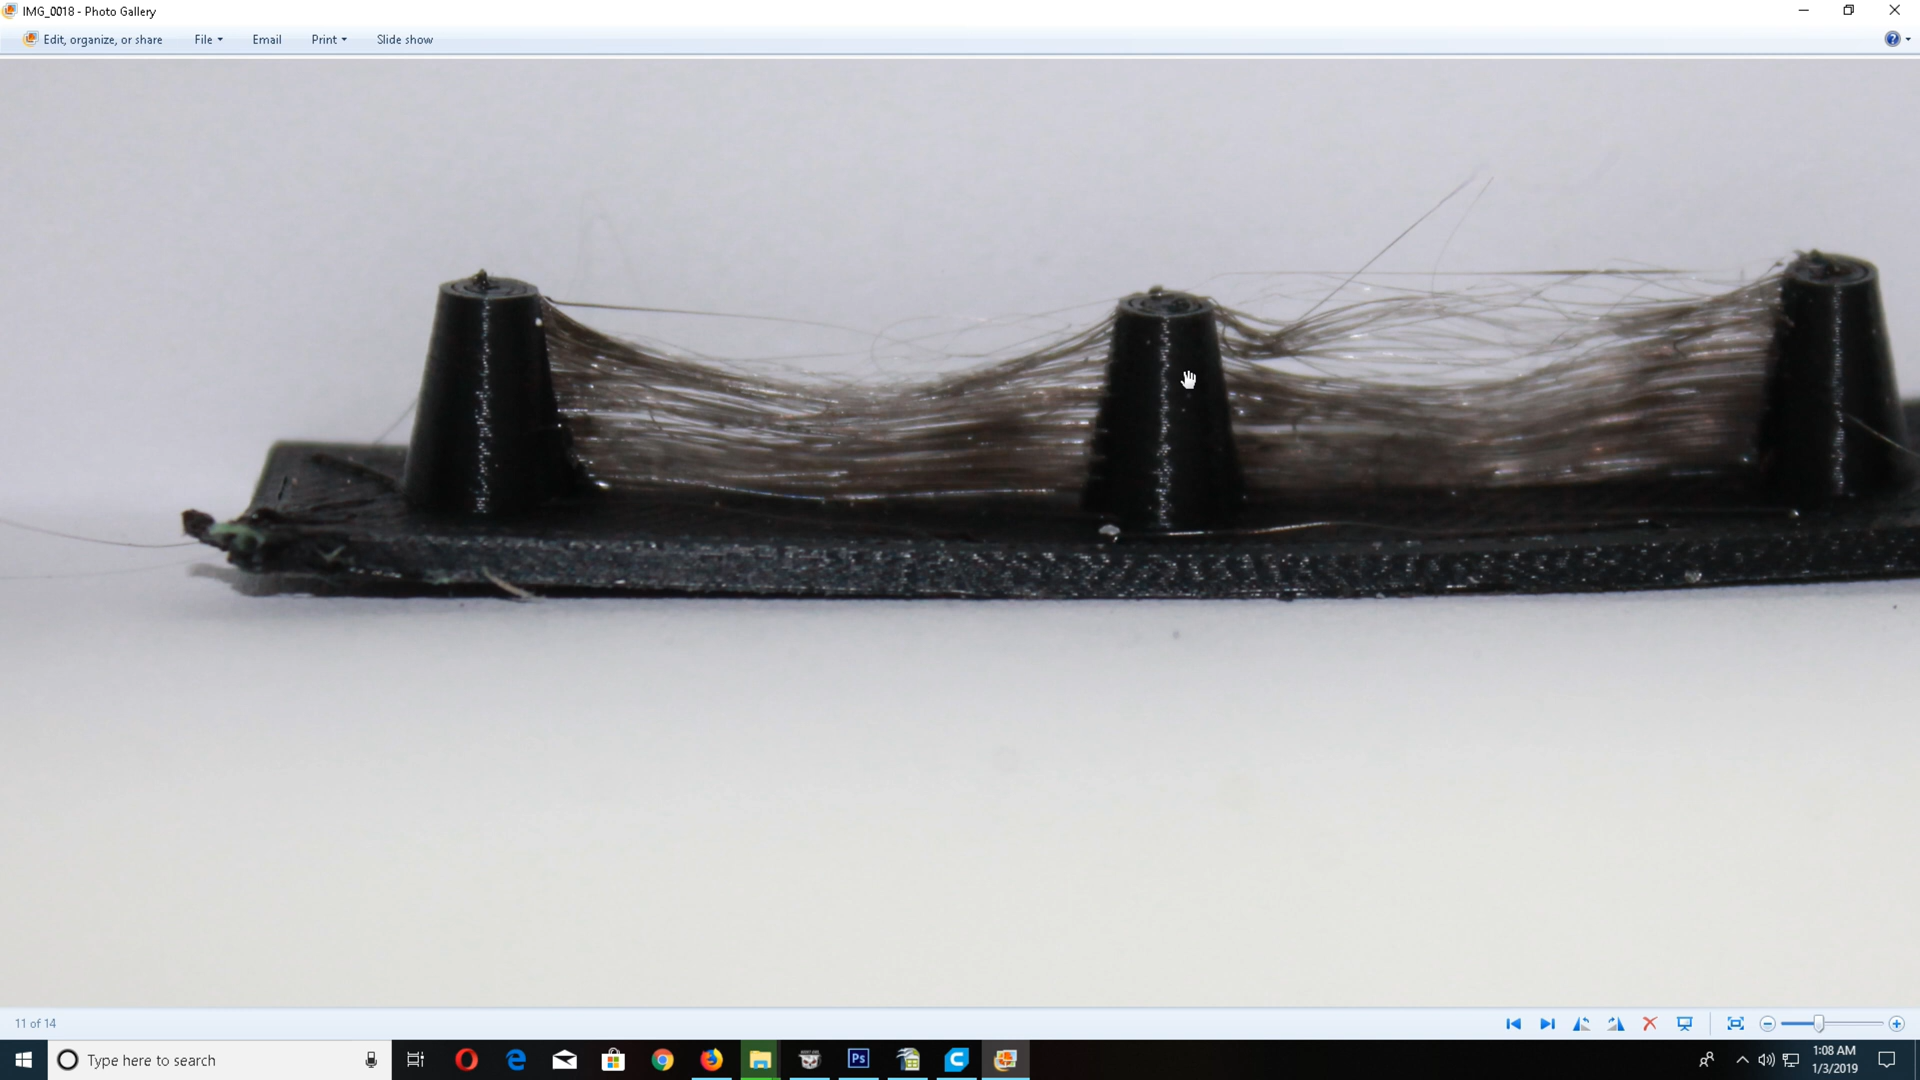 IMG_0018 - Photo Gallery
Edit, organize, or share File Email Print Slide show
11 of 14
Type here to search
Ps
1:08 AM
1/3/2019